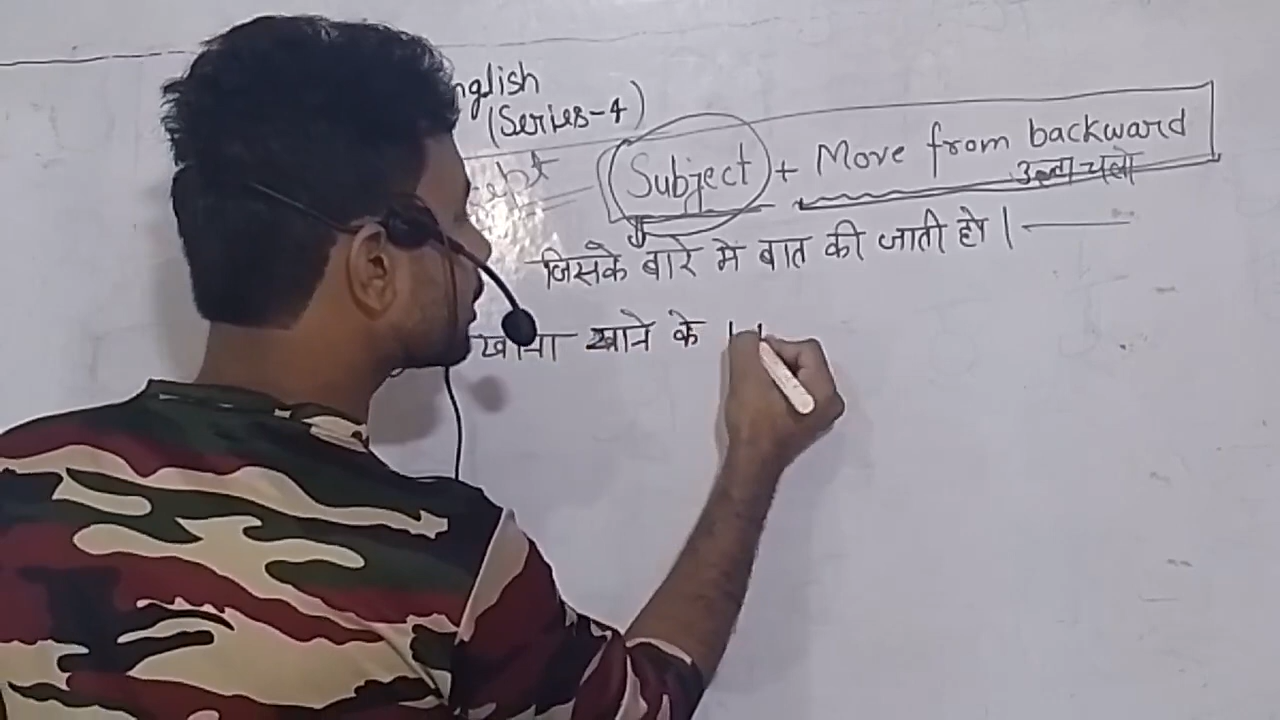 nglish
(Series-4)
Subject + Move from backward
उल्टा चलो
जिसके बारे में बात की जाती हो।
खाना खाने के